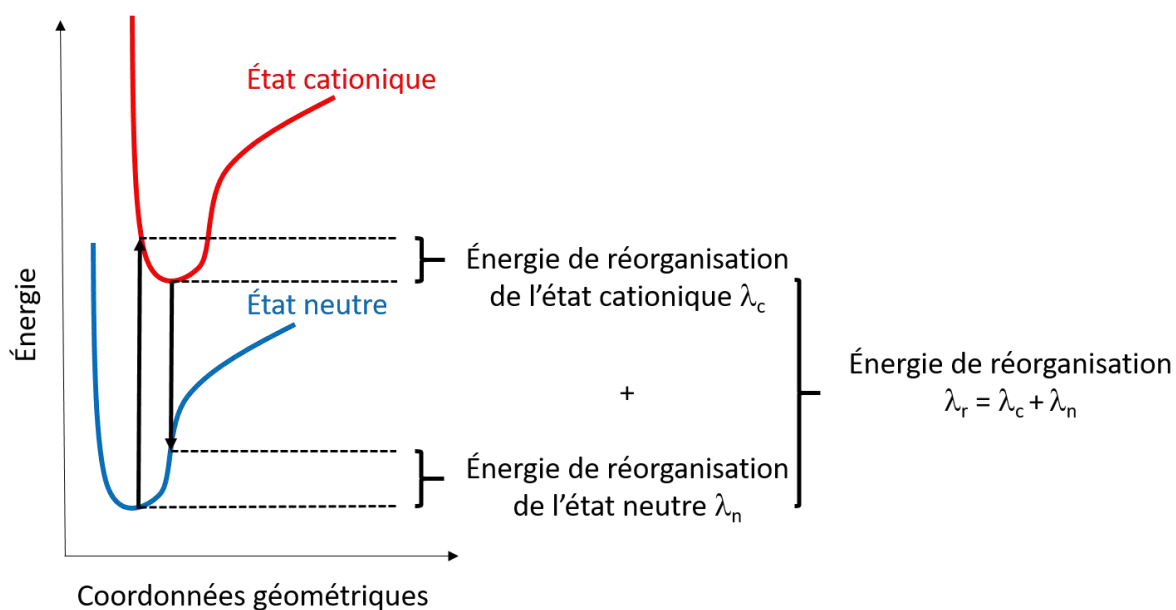 État cationique
Énergie
État neutre
Énergie de réorganisation
de l’état cationique λc
+
Énergie de réorganisation
de l’état neutre λn
Énergie de réorganisation
λr = λc + λn
Coordonnées géométriques